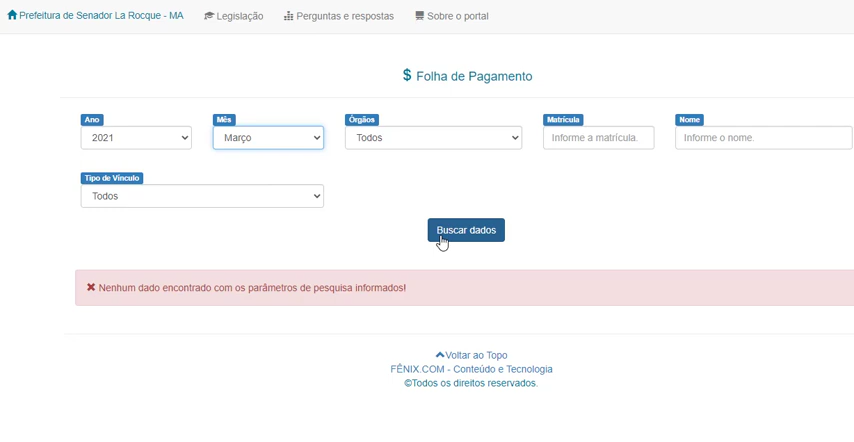 Prefeitura de Senador La Rocque - MA Legislação Perguntas e respostas Sobre o portal
$ Folha de Pagamento
Ano Mês Órgãos Matrícula Nome
2021 Março Todos Informe a matrícula. Informe o nome.
Tipo de Vínculo
Todos
Buscar dados
Nenhum dado encontrado com os parâmetros de pesquisa informados!
Voltar ao Topo
FÊNIX.COM - Conteúdo e Tecnologia
©Todos os direitos reservados.